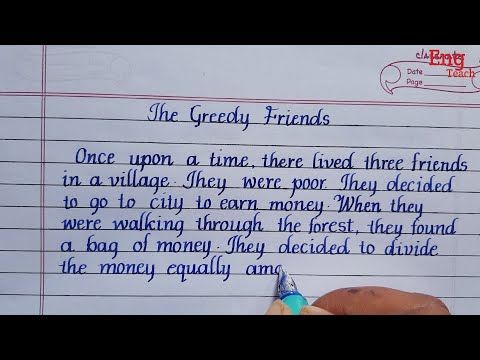 Eng
Teach
Date
Page
The Greedy Friends
Once upon a time, there lived three friends
in a village. They were poor. They decided
to go to city to earn money. When they
were walking through the forest, they found
a bag of money. They decided to divide
the money equally amo